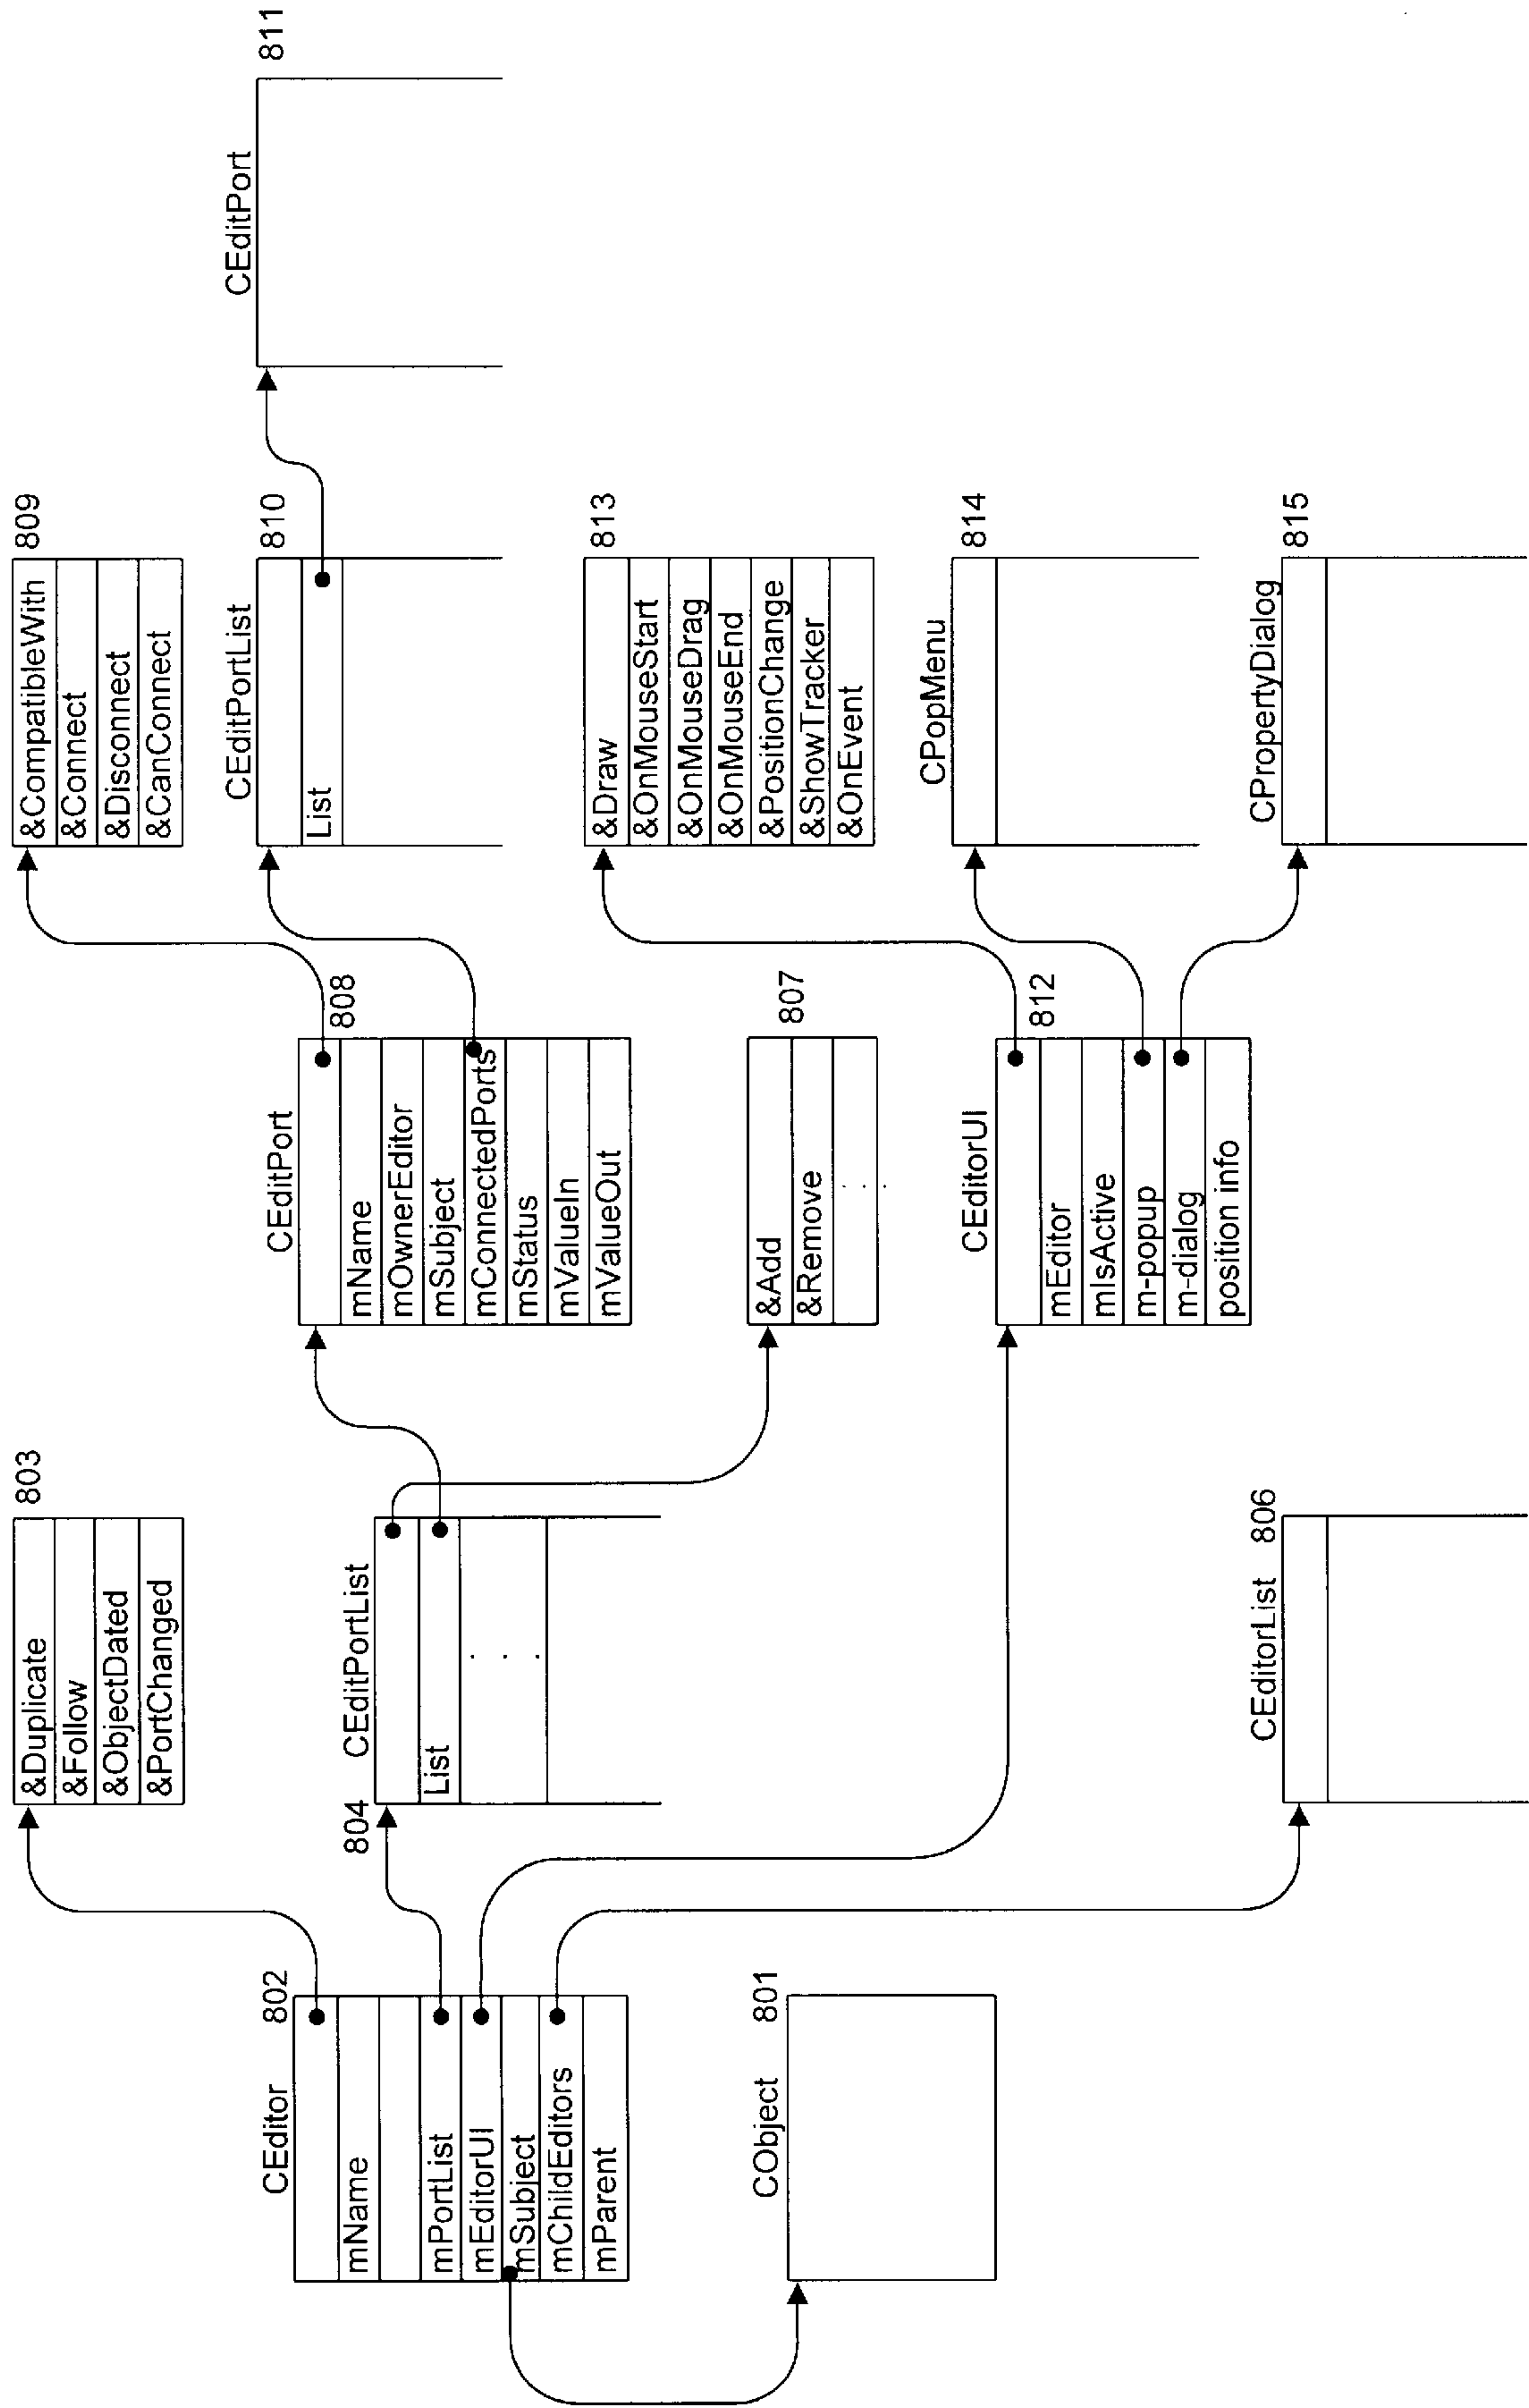 803
&Duplicate
&Follow
&ObjectDated
&PortChanged
809
&CompatibleWith
&Connect
&Disconnect
&CanConnect
CEditor 802
mName
mPortList
mEditorUI
mSubject
mChildEditors
mParent
804
CEditPortList
List
. . .
CEditPort
808
mName
mOwnerEditor
mSubject
mConnectedPorts
mStatus
mValueIn
mValueOut
CEditPortList 810
List
CEditPort 811
&Add
&Remove
. . .
807
&Draw
&OnMouseStart
&OnMouseDrag
&OnMouseEnd
&PositionChange
&ShowTracker
&OnEvent
813
CObject 801
CEditorUI
812
mEditor
mIsActive
m-popup
m-dialog
position info
CPopMenu 814
CEditorList 806
CPropertyDialog
815